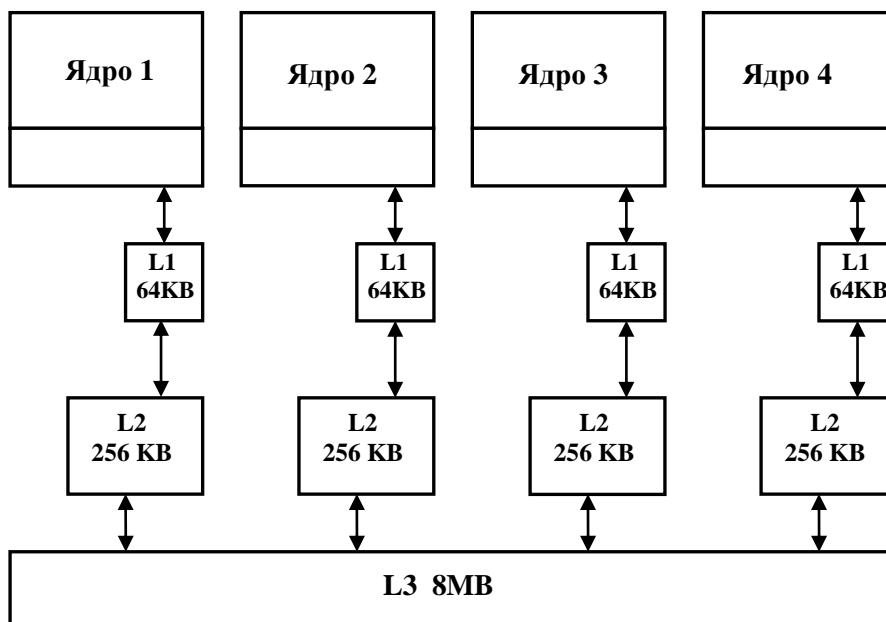 Ядро 1
Ядро 2
Ядро 3
Ядро 4
L1
64KB
L1
64KB
L1
64KB
L1
64KB
L2
256 KB
L2
256 KB
L2
256 KB
L2
256 KB
L3 8MB